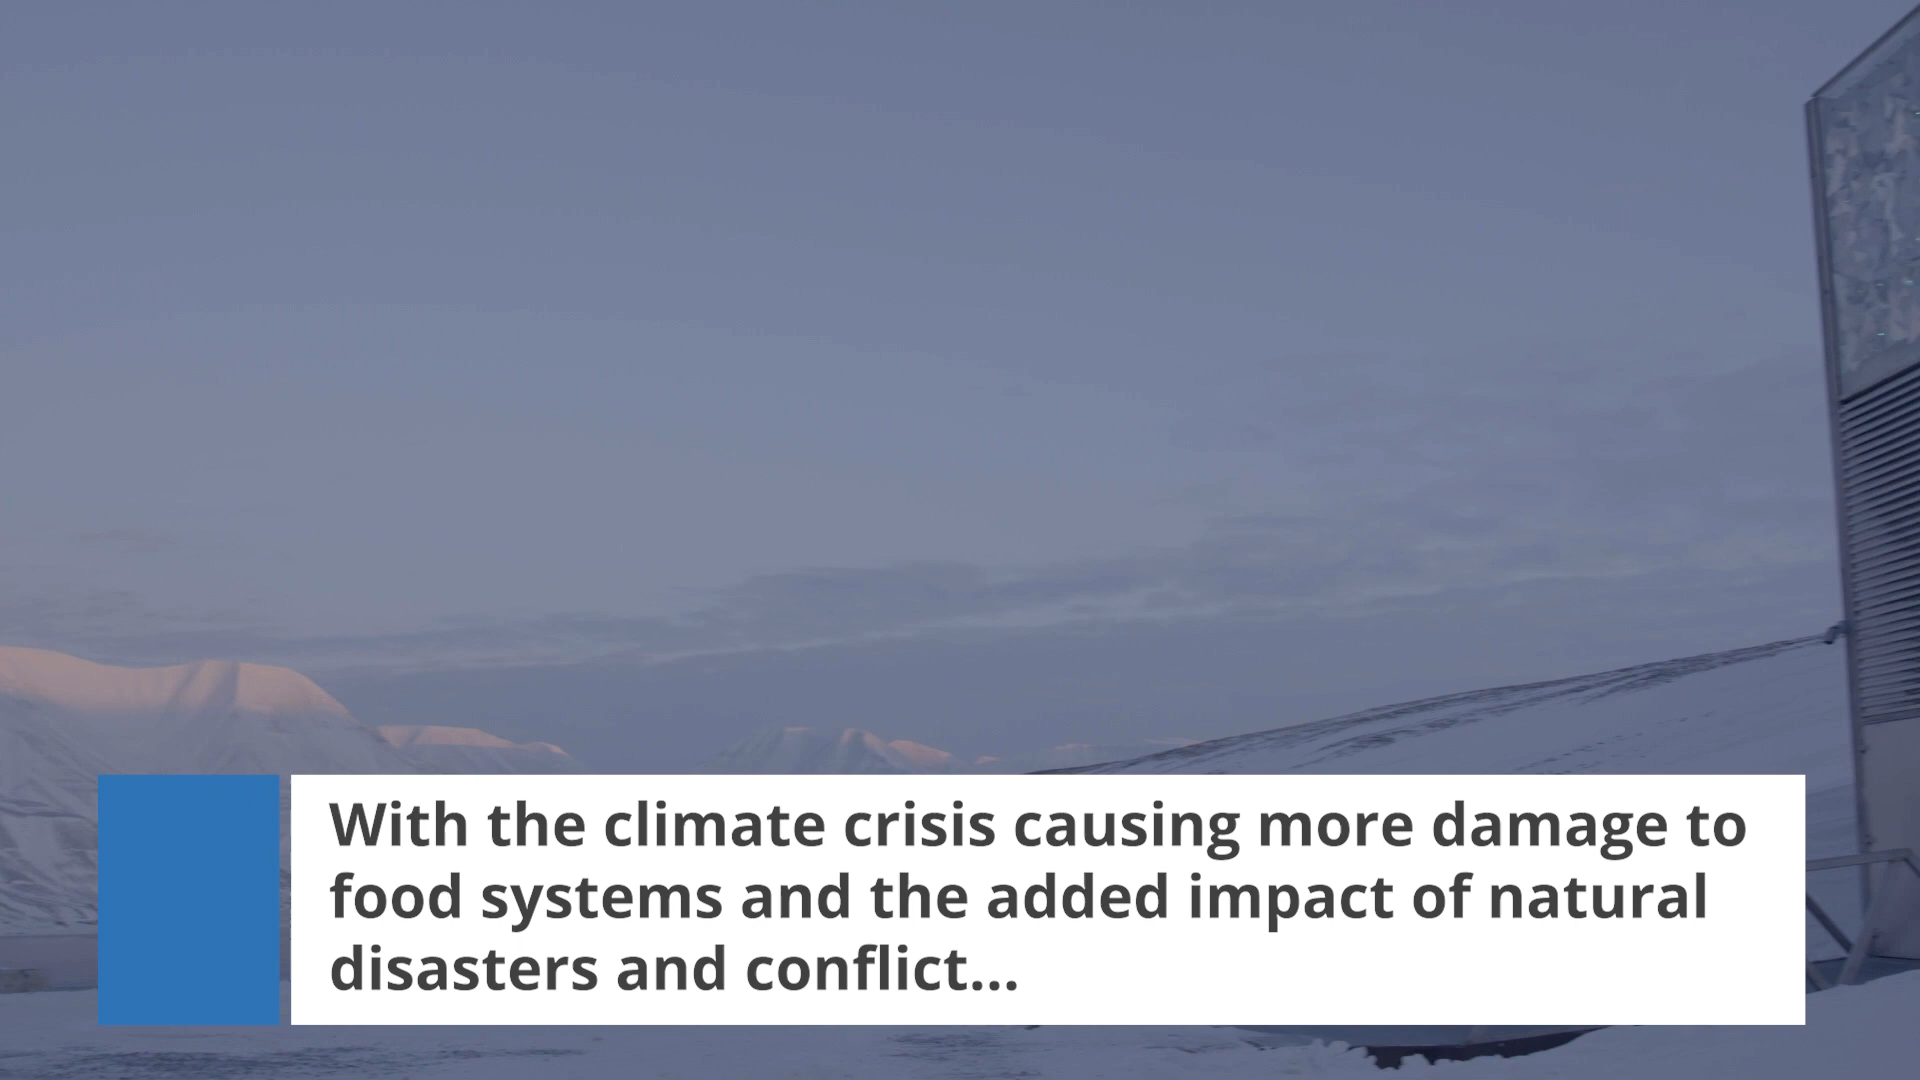 With the climate crisis causing more damage to
food systems and the added impact of natural
disasters and conflict...